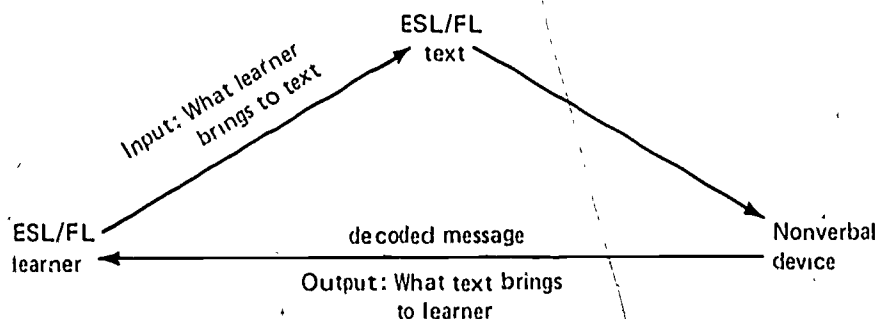 ESL/FL
text
Input: What learner
brings to text
ESL/FL
learner
decoded message
Nonverbal
device
Output: What text brings
to learner